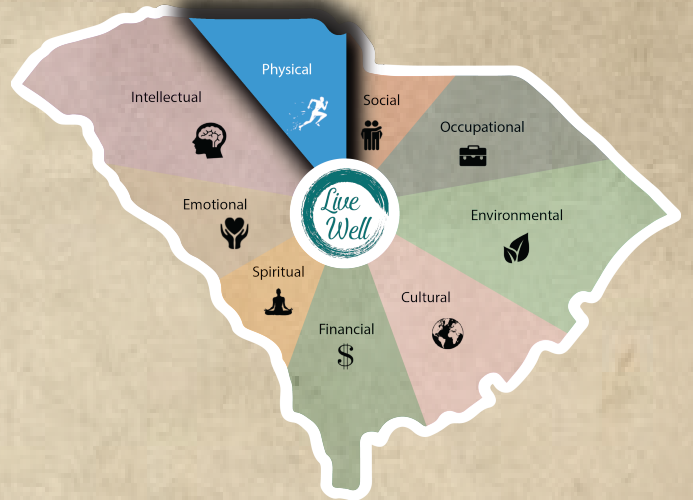 Physical
Intellectual
Social
Occupational
Emotional
Live
Well
Environmental
Spiritual
Cultural
Financial
$